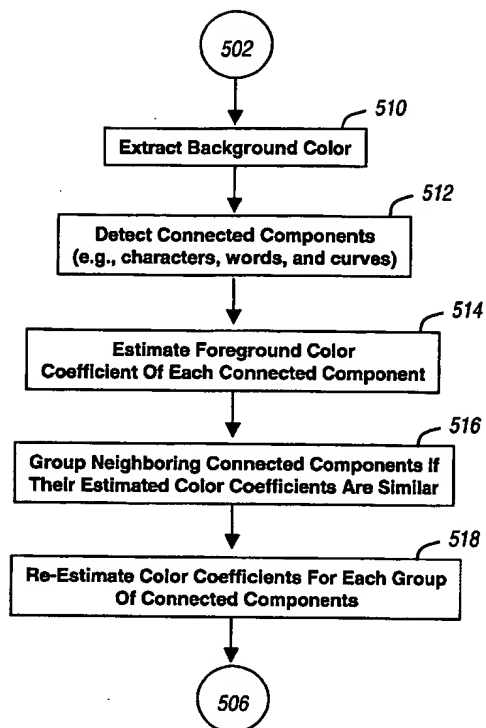 502
510
Extract Background Color
512
Detect Connected Components
(e.g., characters, words, and curves)
514
Estimate Foreground Color
Coefficient Of Each Connected Component
516
Group Neighboring Connected Components If
Their Estimated Color Coefficients Are Similar
518
Re-Estimate Color Coefficients For Each Group
Of Connected Components
506